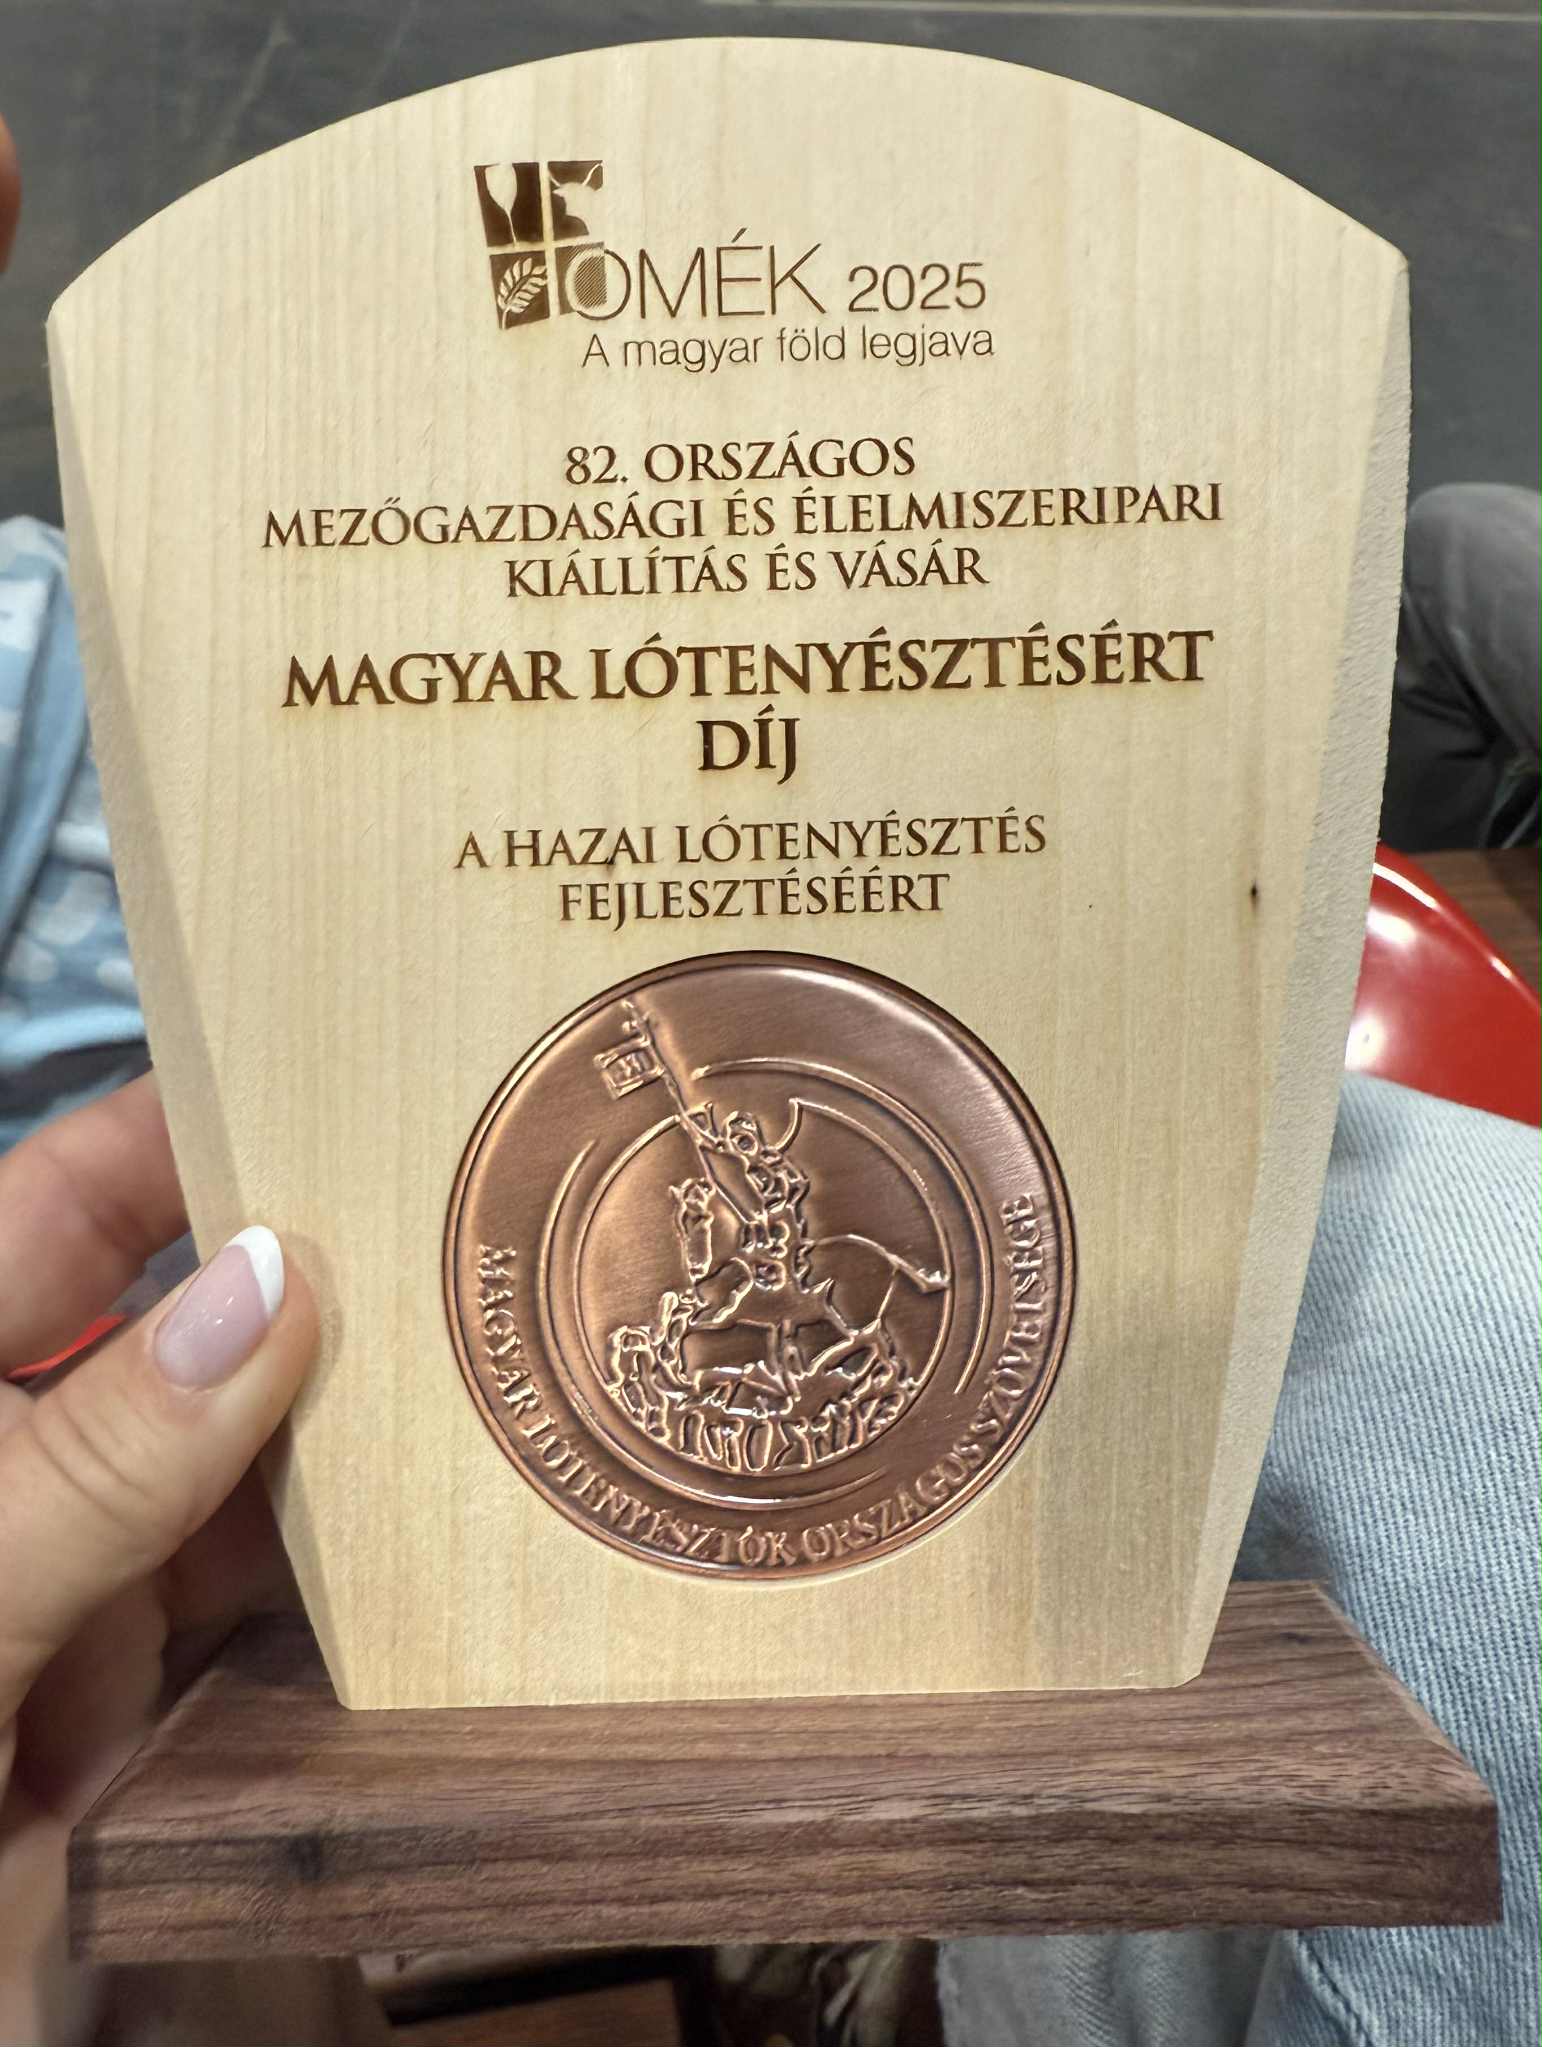 OMÉK 2025
A magyar föld legjava
82. ORSZÁGOS
MEZŐGAZDASÁGI ÉS ÉLELMISZERIPARI
KIÁLLÍTÁS ÉS VÁSÁR
MAGYAR LÓTENYÉSZTÉSÉRT
DÍJ
A HAZAI LÓTENYÉSZTÉS
FEJLESZTÉSÉÉRT
MAGYAR LÓTENYÉSZTŐK ORSZÁGOS SZÖVETSÉGE